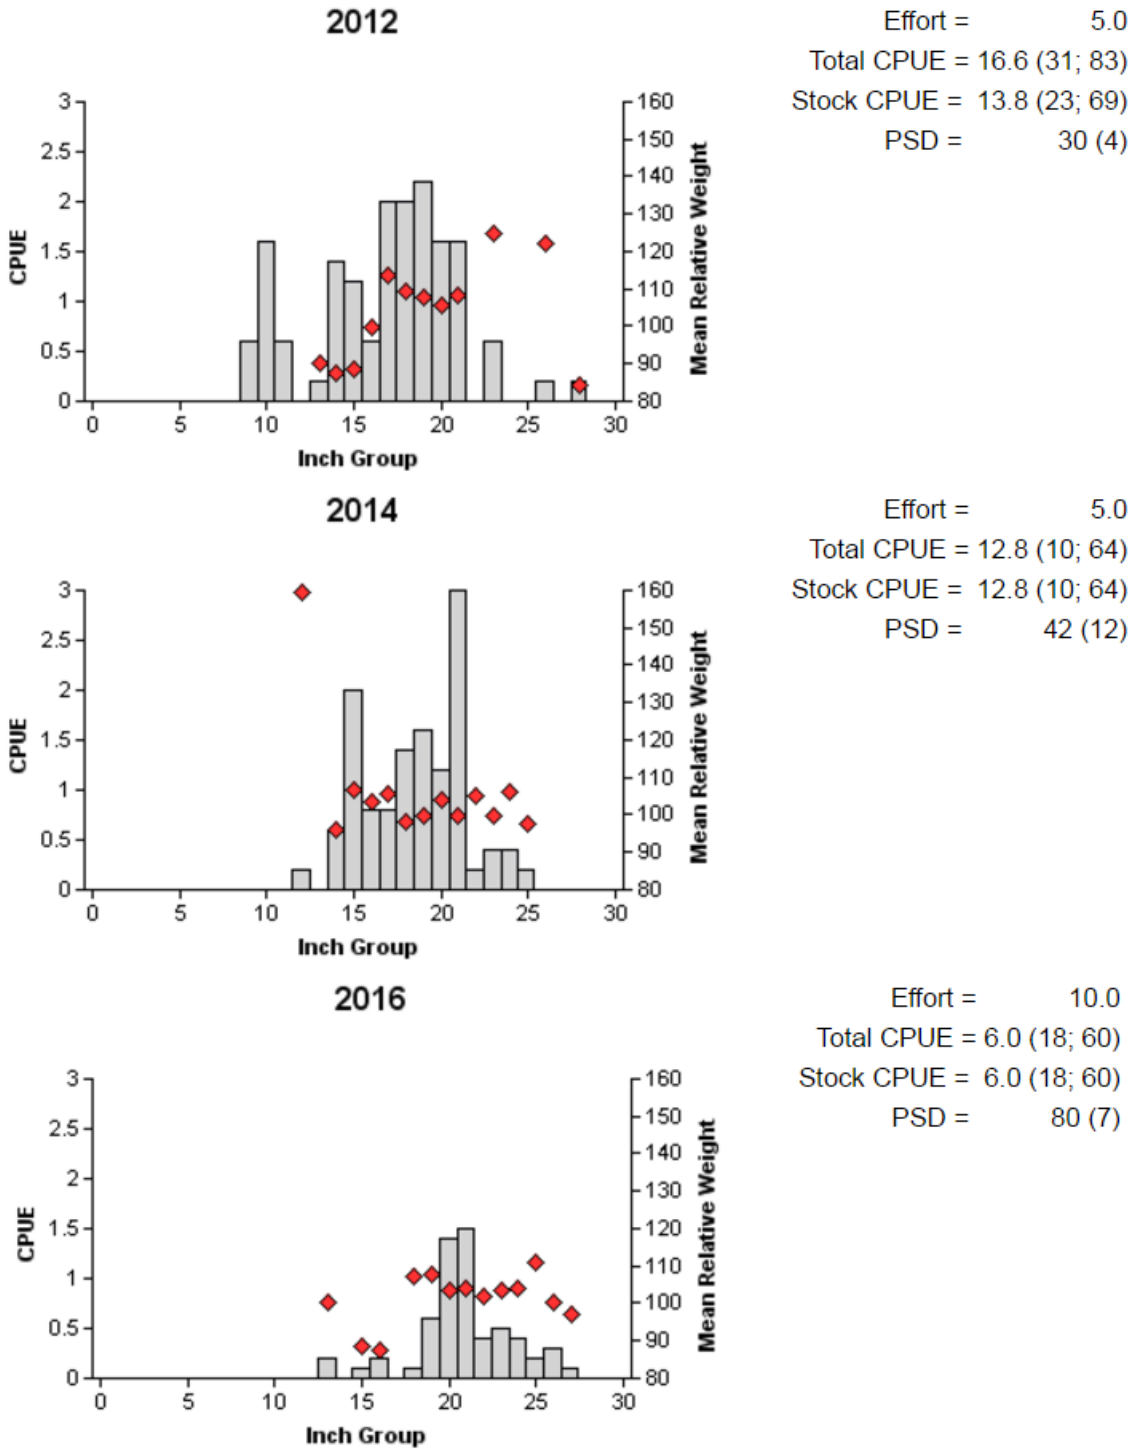 2012
Effort = 5.0
Total CPUE = 16.6 (31; 83)
Stock CPUE = 13.8 (23; 69)
PSD = 30 (4)
3
2.5
2
1.5
1
0.5
0
CPUE
160
150
140
130
120
110
100
90
80
Mean Relative Weight
0 5 10 15 20 25 30
Inch Group
2014
Effort = 5.0
Total CPUE = 12.8 (10; 64)
Stock CPUE = 12.8 (10; 64)
PSD = 42 (12)
3
2.5
2
1.5
1
0.5
0
CPUE
160
150
140
130
120
110
100
90
80
Mean Relative Weight
0 5 10 15 20 25 30
Inch Group
2016
Effort = 10.0
Total CPUE = 6.0 (18; 60)
Stock CPUE = 6.0 (18; 60)
PSD = 80 (7)
3
2.5
2
1.5
1
0.5
0
CPUE
160
150
140
130
120
110
100
90
80
Mean Relative Weight
0 5 10 15 20 25 30
Inch Group